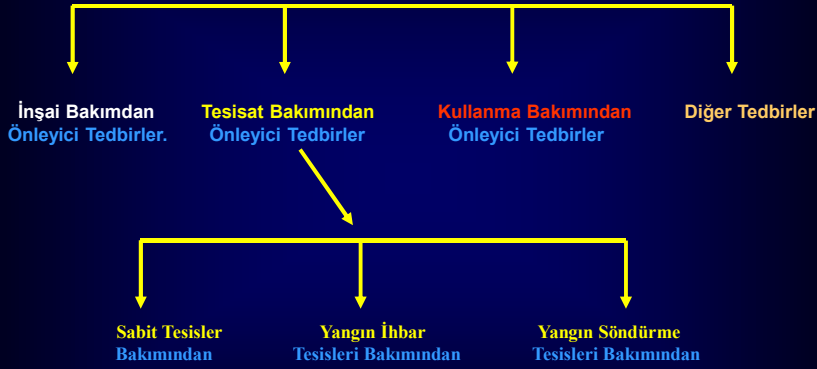 İnşai Bakımdan
Önleyici Tedbirler.
Tesisat Bakımından
Önleyici Tedbirler
Kullanma Bakımından
Önleyici Tedbirler
Diğer Tedbirler
Sabit Tesisler
Bakımından
Yangın İhbar
Tesisleri Bakımından
Yangın Söndürme
Tesisleri Bakımından